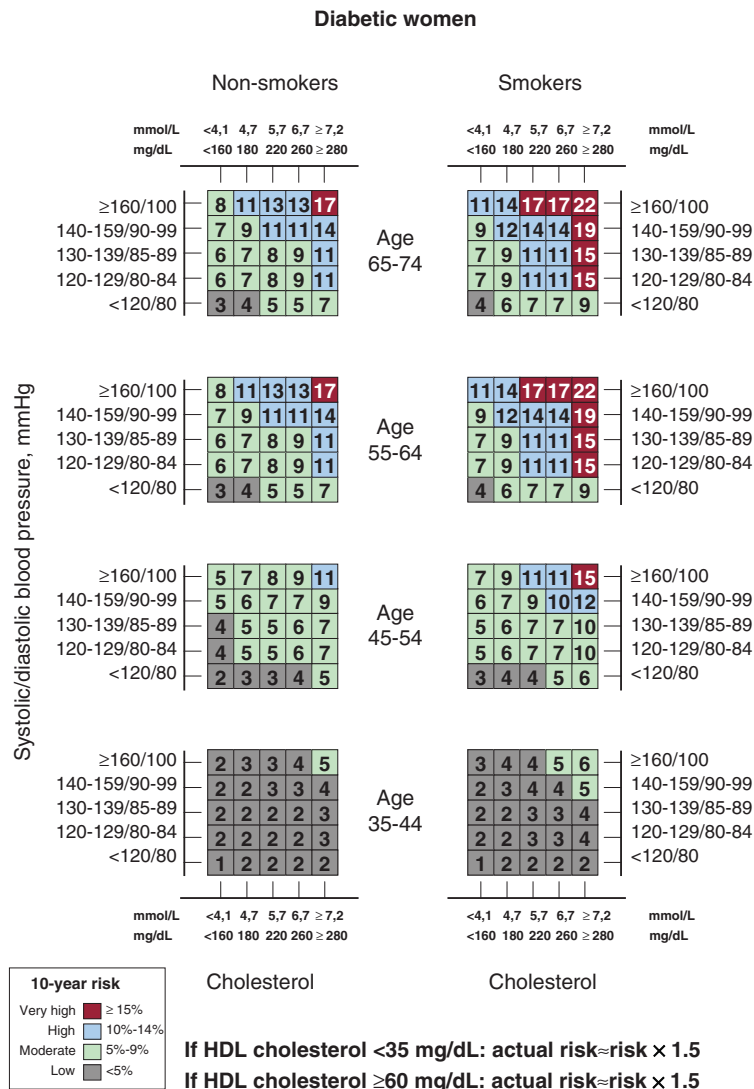 Diabetic women
Non-smokers Smokers
mmol/L <4,1 4,7 5,7 6,7 ≥7,2 <4,1 4,7 5,7 6,7 ≥7,2 mmol/L
mg/dL <160 180 220 260 ≥280 <160 180 220 260 ≥280 mg/dL
Systolic/diastolic blood pressure, mmHg
≥160/100 8 11 13 13 17 11 14 17 17 22 ≥160/100
140-159/90-99 7 9 11 11 14 Age 9 12 14 14 19 140-159/90-99
130-139/85-89 6 7 8 9 11 65-74 7 9 11 11 15 130-139/85-89
120-129/80-84 6 7 8 9 11 7 9 11 11 15 120-129/80-84
<120/80 3 4 5 5 7 4 6 7 7 9 <120/80
≥160/100 8 11 13 13 17 11 14 17 17 22 ≥160/100
140-159/90-99 7 9 11 11 14 Age 9 12 14 14 19 140-159/90-99
130-139/85-89 6 7 8 9 11 55-64 7 9 11 11 15 130-139/85-89
120-129/80-84 6 7 8 9 11 7 9 11 11 15 120-129/80-84
<120/80 3 4 5 5 7 4 6 7 7 9 <120/80
≥160/100 5 7 8 9 11 7 9 11 11 15 ≥160/100
140-159/90-99 5 6 7 7 9 Age 6 7 9 10 12 140-159/90-99
130-139/85-89 4 5 5 6 7 45-54 5 6 7 7 10 130-139/85-89
120-129/80-84 4 5 5 6 7 5 6 7 7 10 120-129/80-84
<120/80 2 3 3 4 5 3 4 4 5 6 <120/80
≥160/100 2 3 3 4 5 3 4 4 5 6 ≥160/100
140-159/90-99 2 2 3 3 4 Age 2 3 4 4 5 140-159/90-99
130-139/85-89 2 2 2 2 3 35-44 2 2 3 3 4 130-139/85-89
120-129/80-84 2 2 2 2 3 2 2 3 3 4 120-129/80-84
<120/80 1 2 2 2 2 1 2 2 2 2 <120/80
mmol/L <4,1 4,7 5,7 6,7 ≥7,2 <4,1 4,7 5,7 6,7 ≥7,2 mmol/L
mg/dL <160 180 220 260 ≥280 <160 180 220 260 ≥280 mg/dL
Cholesterol Cholesterol
10-year risk
Very high ≥ 15%
High 10%-14%
Moderate 5%-9%
Low <5%
If HDL cholesterol <35 mg/dL: actual risk≈risk × 1.5
If HDL cholesterol ≥60 mg/dL: actual risk≈risk × 1.5